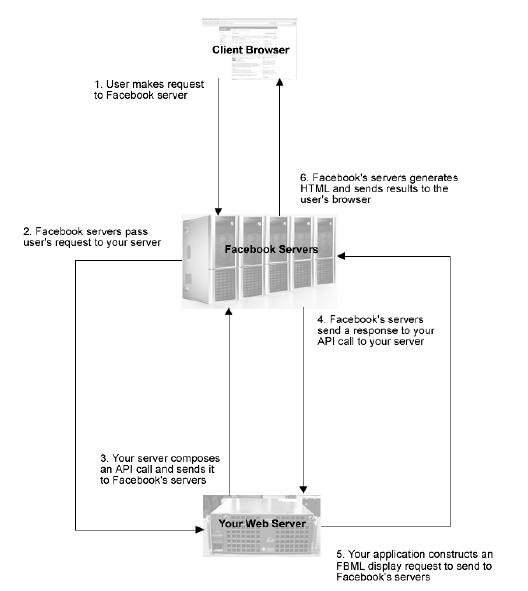 Client Browser
1. User makes request
to Facebook server
6. Facebook's servers generates
HTML and sends results to the
user's browser
2. Facebook servers pass
user's request to your server
Facebook Servers
4. Facebook's servers
send a response to your
API call to your server
3. Your server composes
an API call and sends it
to Facebook's servers
Your Web Server
5. Your application constructs an
FBML display request to send to
Facebook's servers